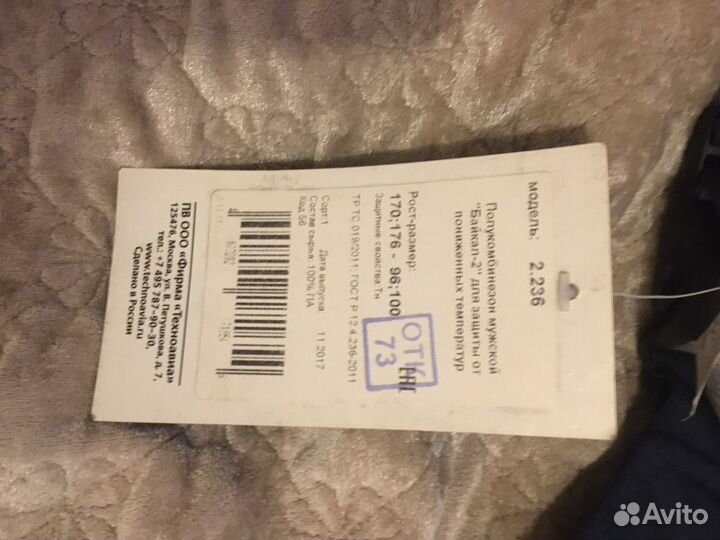 модель: 2.236
Полукомбинезон мужской
"Байкал-2" для защиты от
пониженных температур
Рост-размер:
170;176 - 96;100
Защитные свойства:Тн
ТР ТС 019/2011; ГОСТ Р 12.4.236-2011
ОТК
73
EAC
Сорт:1 Дата выпуска 11.2017
Состав сырья: 100% ПА
Код 56
ПВ ООО «Фирма «Техноавиа»
125476, Москва, ул. В. Петушкова, д. 7,
тел.: +7 495 787-90-30,
www.technoavia.ru
Сделано в России
Avito